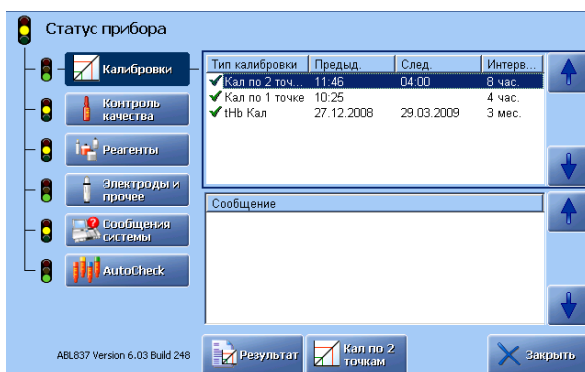 Статус прибора
Калибровки
Контроль
качества
Реагенты
Электроды и
прочее
Сообщения
системы
AutoCheck
Тип калибровки Предыд. След. Интерв...
Кал по 2 точ... 11:46 04:00 8 час.
Кал по 1 точке 10:25 4 час.
tHb Кал 27.12.2008 29.03.2009 3 мес.
Сообщение
ABL837 Version 6.03 Build 248
Результат
Кал по 2
точкам
Закрыть